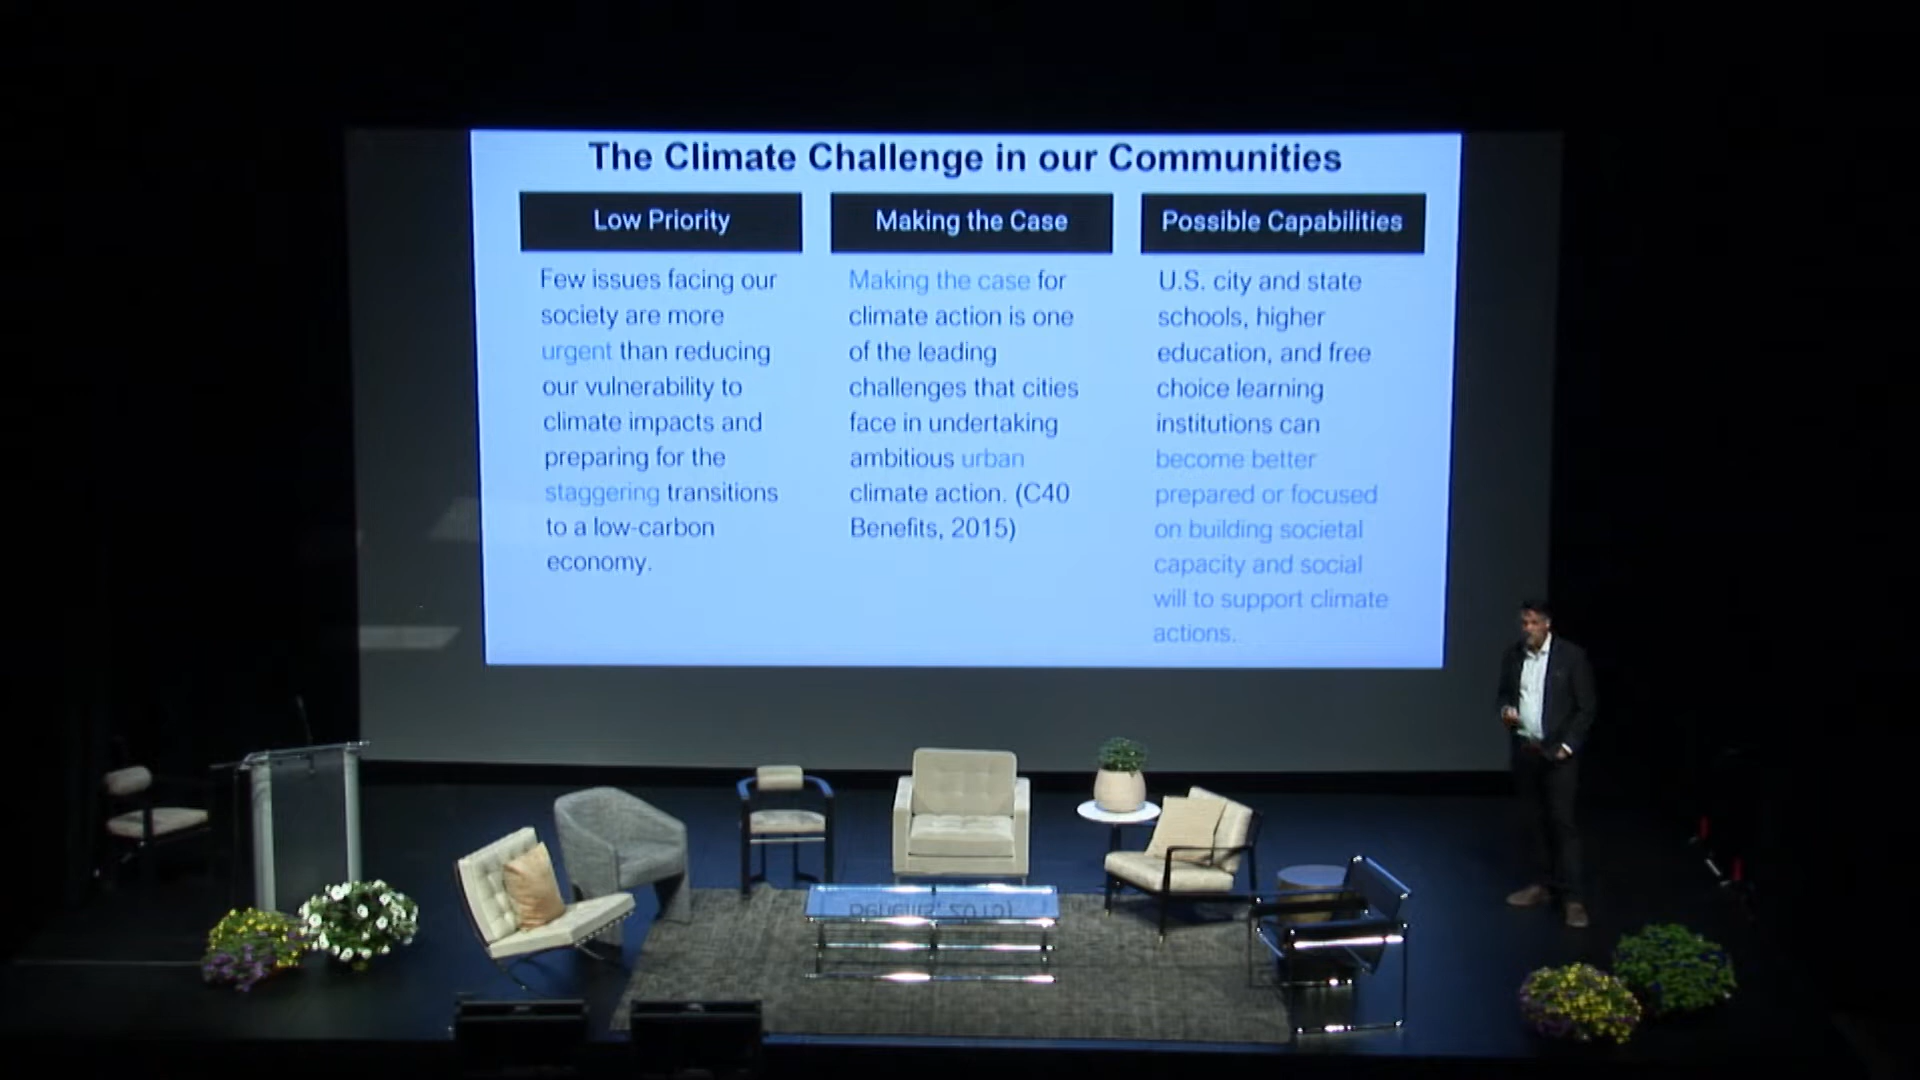 The Climate Challenge in our Communities
Low Priority
Few issues facing our
society are more
urgent than reducing
our vulnerability to
climate impacts and
preparing for the
staggering transitions
to a low-carbon
economy.
Making the Case
Making the case for
climate action is one
of the leading
challenges that cities
face in undertaking
ambitious urban
climate action. (C40
Benefits, 2015)
Possible Capabilities
U.S. city and state
schools, higher
education, and free
choice learning
institutions can
become better
prepared or focused
on building societal
capacity and social
will to support climate
actions.